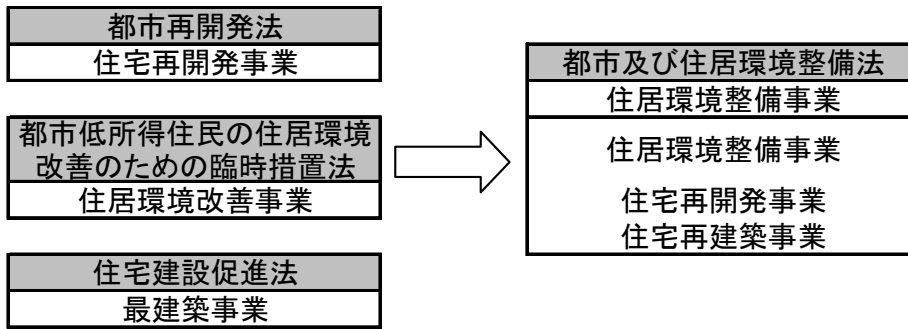 都市再開発法
住宅再開発事業
都市低所得住民の住居環境
改善のための臨時措置法
住居環境改善事業
住宅建設促進法
最建築事業
都市及び住居環境整備法
住居環境整備事業
住居環境整備事業
住宅再開発事業
住宅再建築事業